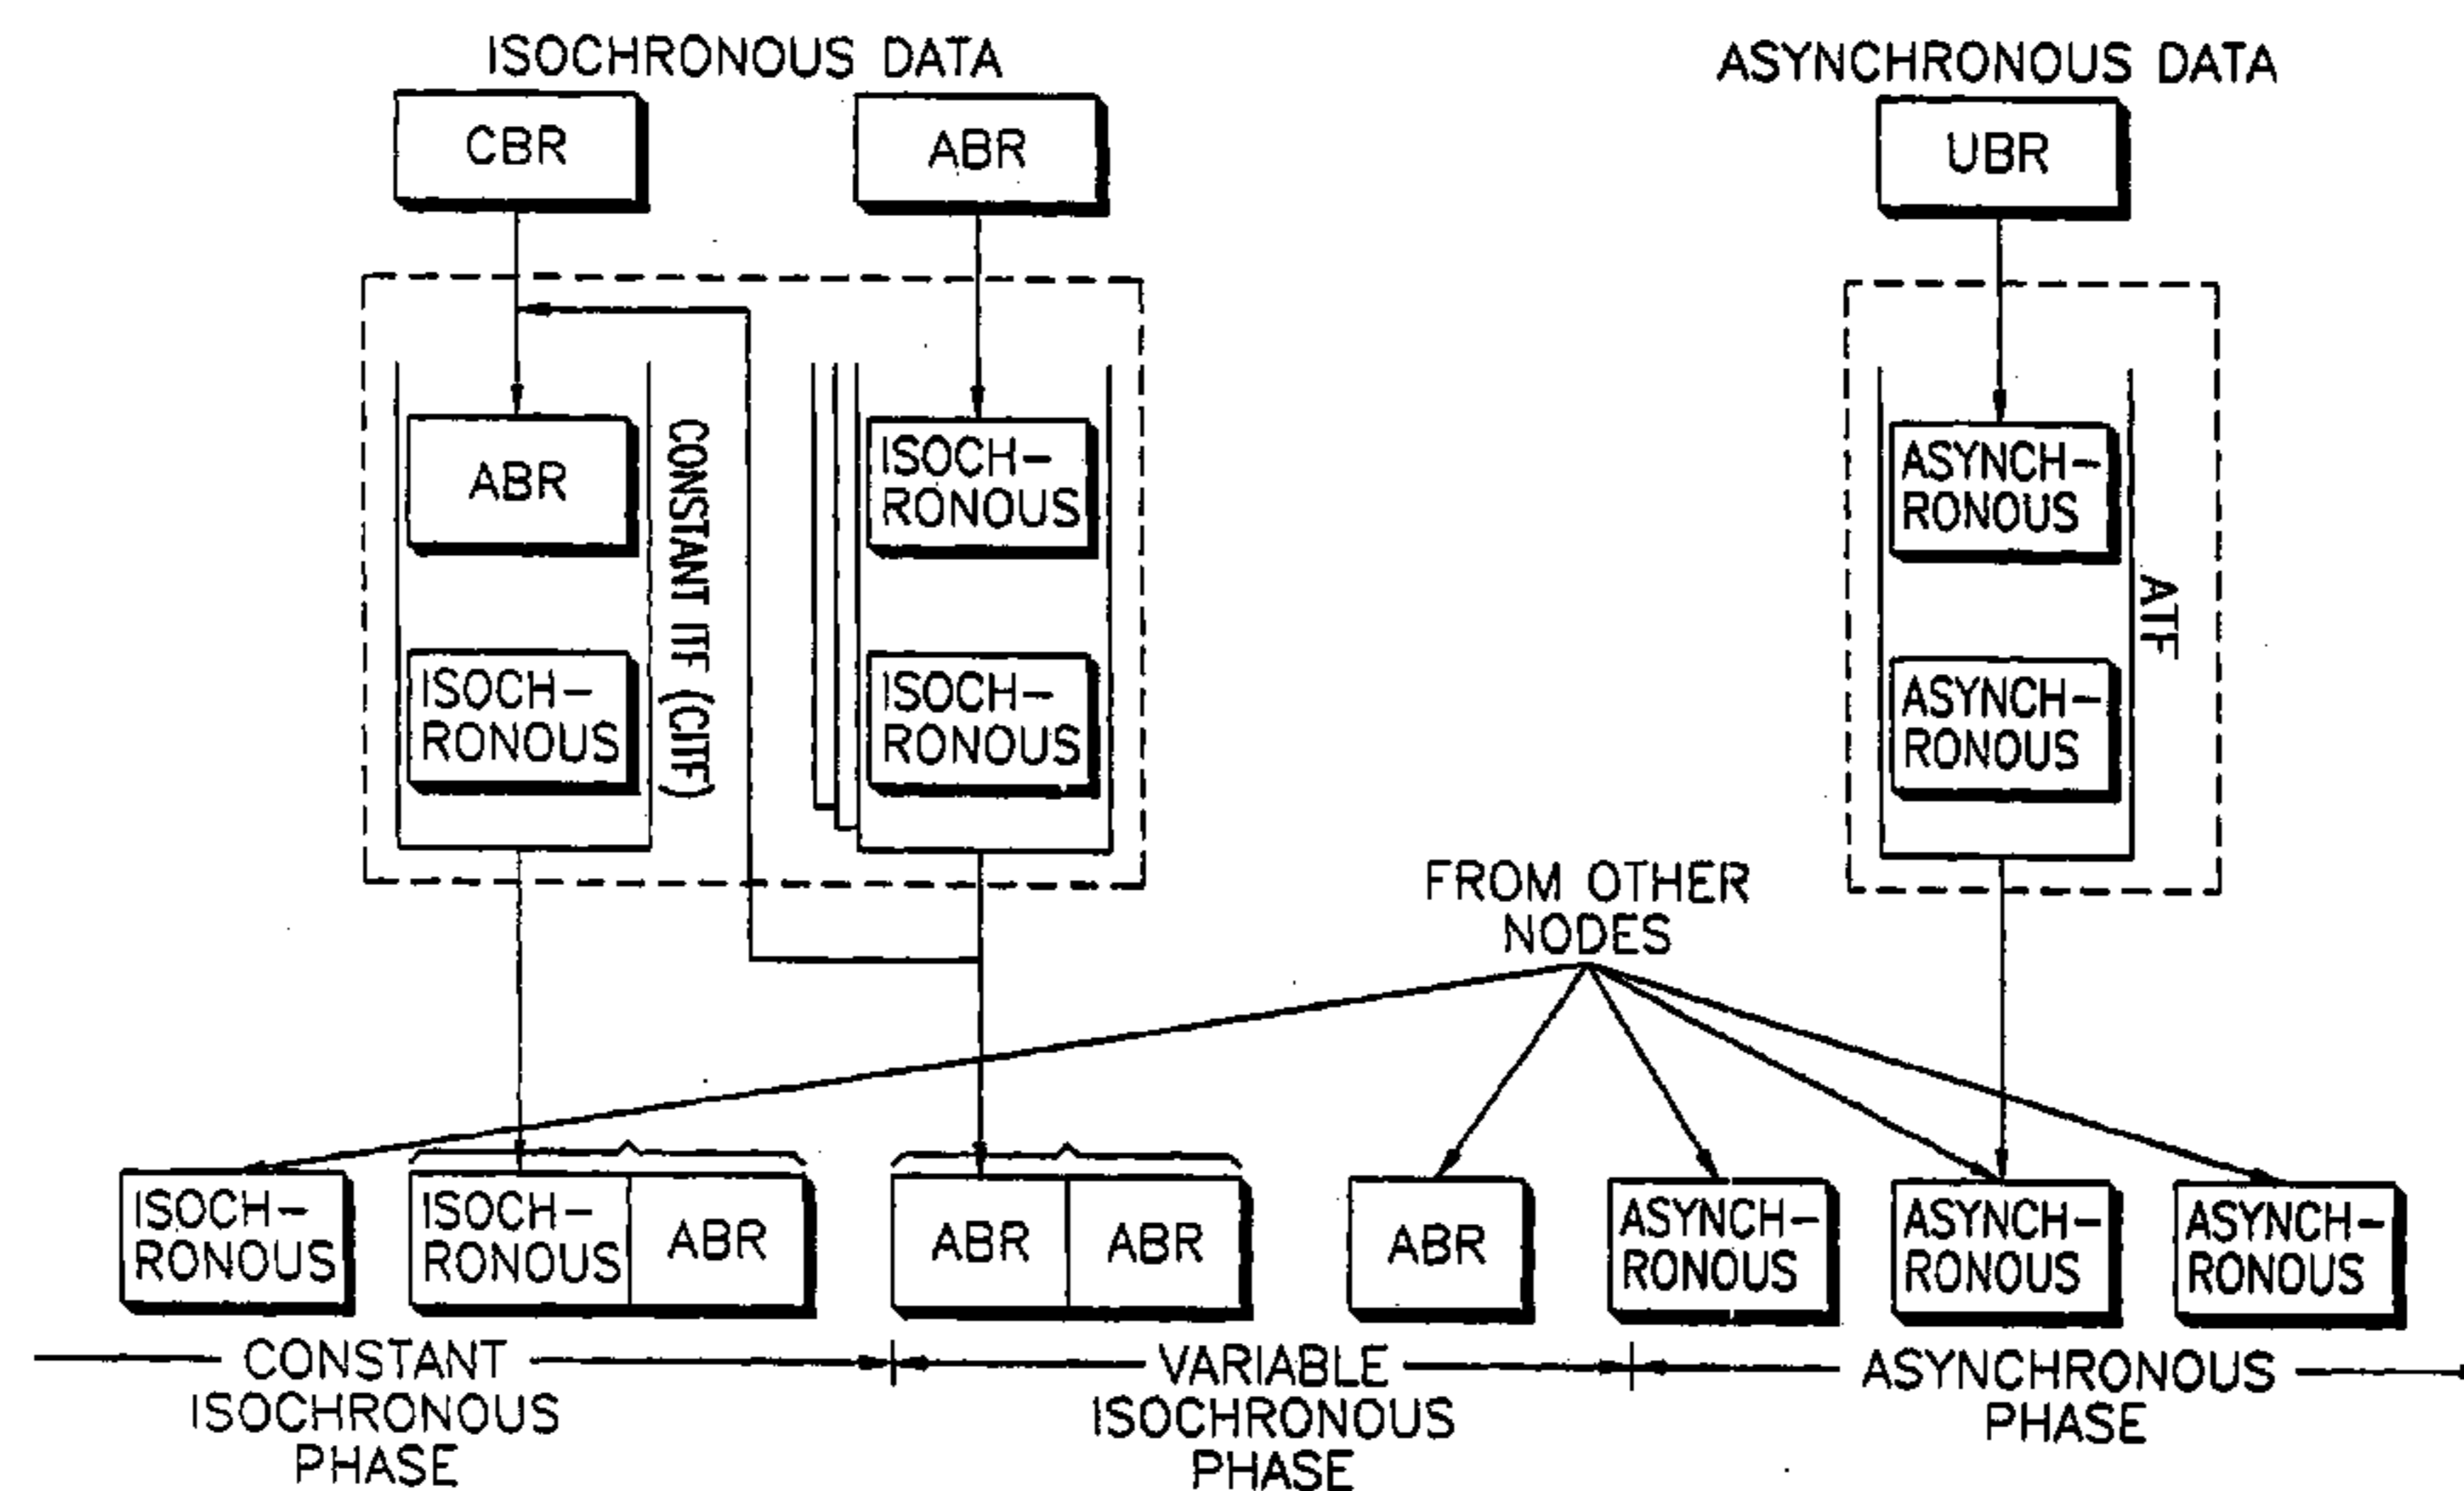 ISOCHRONOUS DATA
ASYNCHRONOUS DATA
CBR
ABR
UBR
ABR
ISOCH-
RONOUS
CONSTANT ITF (CITF)
ISOCH-
RONOUS
ISOCH-
RONOUS
ASYNCH-
RONOUS
ASYNCH-
RONOUS
ATF
FROM OTHER
NODES
ISOCH-
RONOUS
ISOCH-
RONOUS
ABR
ABR
ABR
ABR
ASYNCH-
RONOUS
ASYNCH-
RONOUS
ASYNCH-
RONOUS
CONSTANT
ISOCHRONOUS
PHASE
VARIABLE
ISOCHRONOUS
PHASE
ASYNCHRONOUS
PHASE